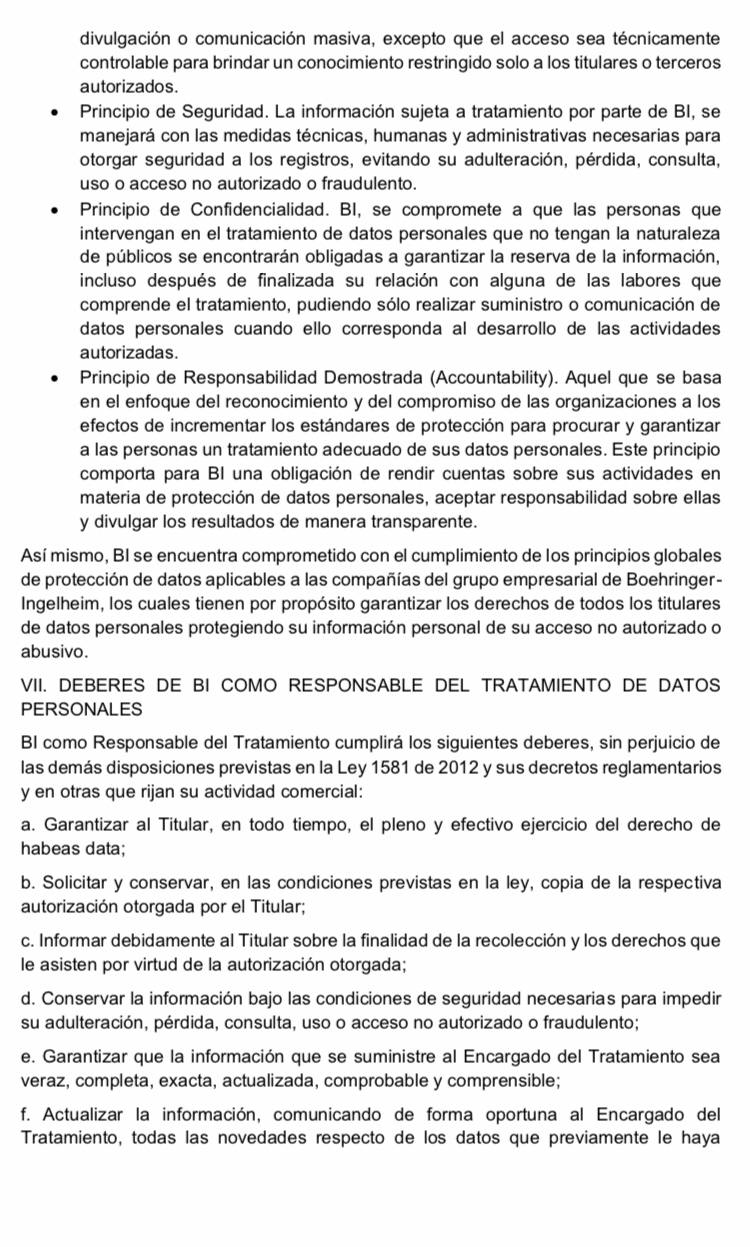 divulgación o comunicación masiva, excepto que el acceso sea técnicamente
controlable para brindar un conocimiento restringido solo a los titulares o terceros
autorizados.
• Principio de Seguridad. La información sujeta a tratamiento por parte de BI, se
manejará con las medidas técnicas, humanas y administrativas necesarias para
otorgar seguridad a los registros, evitando su adulteración, pérdida, consulta,
uso o acceso no autorizado o fraudulento.
• Principio de Confidencialidad. BI, se compromete a que las personas que
intervengan en el tratamiento de datos personales que no tengan la naturaleza
de públicos se encontrarán obligadas a garantizar la reserva de la información,
incluso después de finalizada su relación con alguna de las labores que
comprende el tratamiento, pudiendo sólo realizar suministro o comunicación de
datos personales cuando ello corresponda al desarrollo de las actividades
autorizadas.
• Principio de Responsabilidad Demostrada (Accountability). Aquel que se basa
en el enfoque del reconocimiento y del compromiso de las organizaciones a los
efectos de incrementar los estándares de protección para procurar y garantizar
a las personas un tratamiento adecuado de sus datos personales. Este principio
comporta para BI una obligación de rendir cuentas sobre sus actividades en
materia de protección de datos personales, aceptar responsabilidad sobre ellas
y divulgar los resultados de manera transparente.
Así mismo, BI se encuentra comprometido con el cumplimiento de los principios globales
de protección de datos aplicables a las compañías del grupo empresarial de Boehringer-
Ingelheim, los cuales tienen por propósito garantizar los derechos de todos los titulares
de datos personales protegiendo su información personal de su acceso no autorizado o
abusivo.
VII. DEBERES DE BI COMO RESPONSABLE DEL TRATAMIENTO DE DATOS
PERSONALES
BI como Responsable del Tratamiento cumplirá los siguientes deberes, sin perjuicio de
las demás disposiciones previstas en la Ley 1581 de 2012 y sus decretos reglamentarios
y en otras que rijan su actividad comercial:
a. Garantizar al Titular, en todo tiempo, el pleno y efectivo ejercicio del derecho de
habeas data;
b. Solicitar y conservar, en las condiciones previstas en la ley, copia de la respectiva
autorización otorgada por el Titular;
c. Informar debidamente al Titular sobre la finalidad de la recolección y los derechos que
le asisten por virtud de la autorización otorgada;
d. Conservar la información bajo las condiciones de seguridad necesarias para impedir
su adulteración, pérdida, consulta, uso o acceso no autorizado o fraudulento;
e. Garantizar que la información que se suministre al Encargado del Tratamiento sea
veraz, completa, exacta, actualizada, comprobable y comprensible;
f. Actualizar la información, comunicando de forma oportuna al Encargado del
Tratamiento, todas las novedades respecto de los datos que previamente le haya